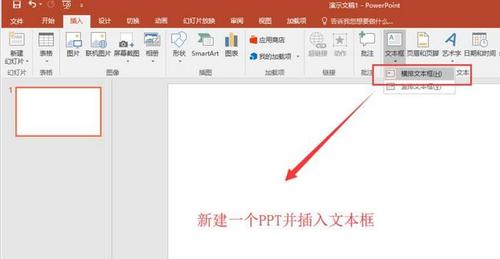 演示文稿1 - PowerPoint
文件 开始 插入 设计 切换 动画 幻灯片放映 审阅 视图 加载项 告诉我您想要做什么...
新建
幻灯片
表格 图片 联机图片 屏幕截图 相册 形状 SmartArt 图表 应用商店 我的加载项 超链接 动作 批注 文本框 页眉和页脚 艺术字 日期
幻灯片 表格 图像 插图 加载项 链接 批注 文本
横排文本框(H)
竖排文本框(V)
1
新建一个PPT并插入文本框